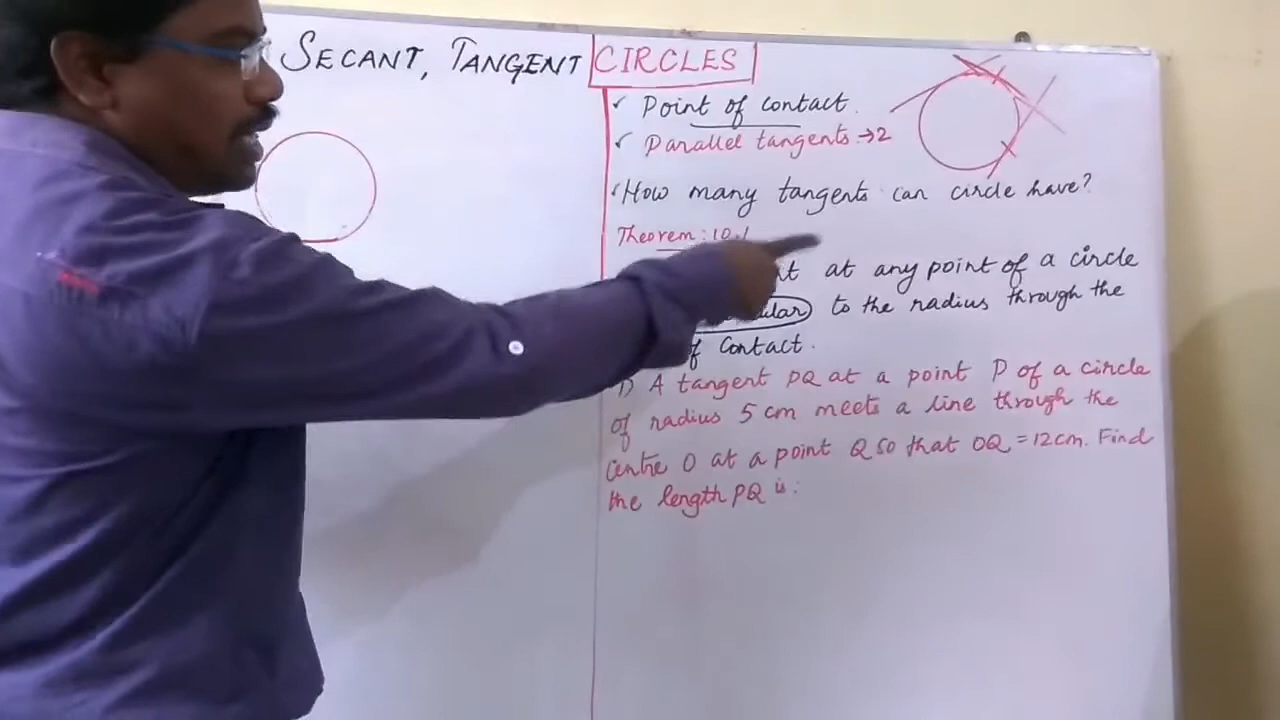 SECANT, TANGENT CIRCLES
✓ Point of contact.
✓ Parallel tangents → 2
✓ How many tangents can circle have?
Theorem: 10.1
at any point of a circle
to the radius through the
of contact.
1) A tangent PQ at a point P of a circle
of radius 5 cm meets a line through the
centre O at a point Q so that OQ = 12cm. Find
the length PQ is: